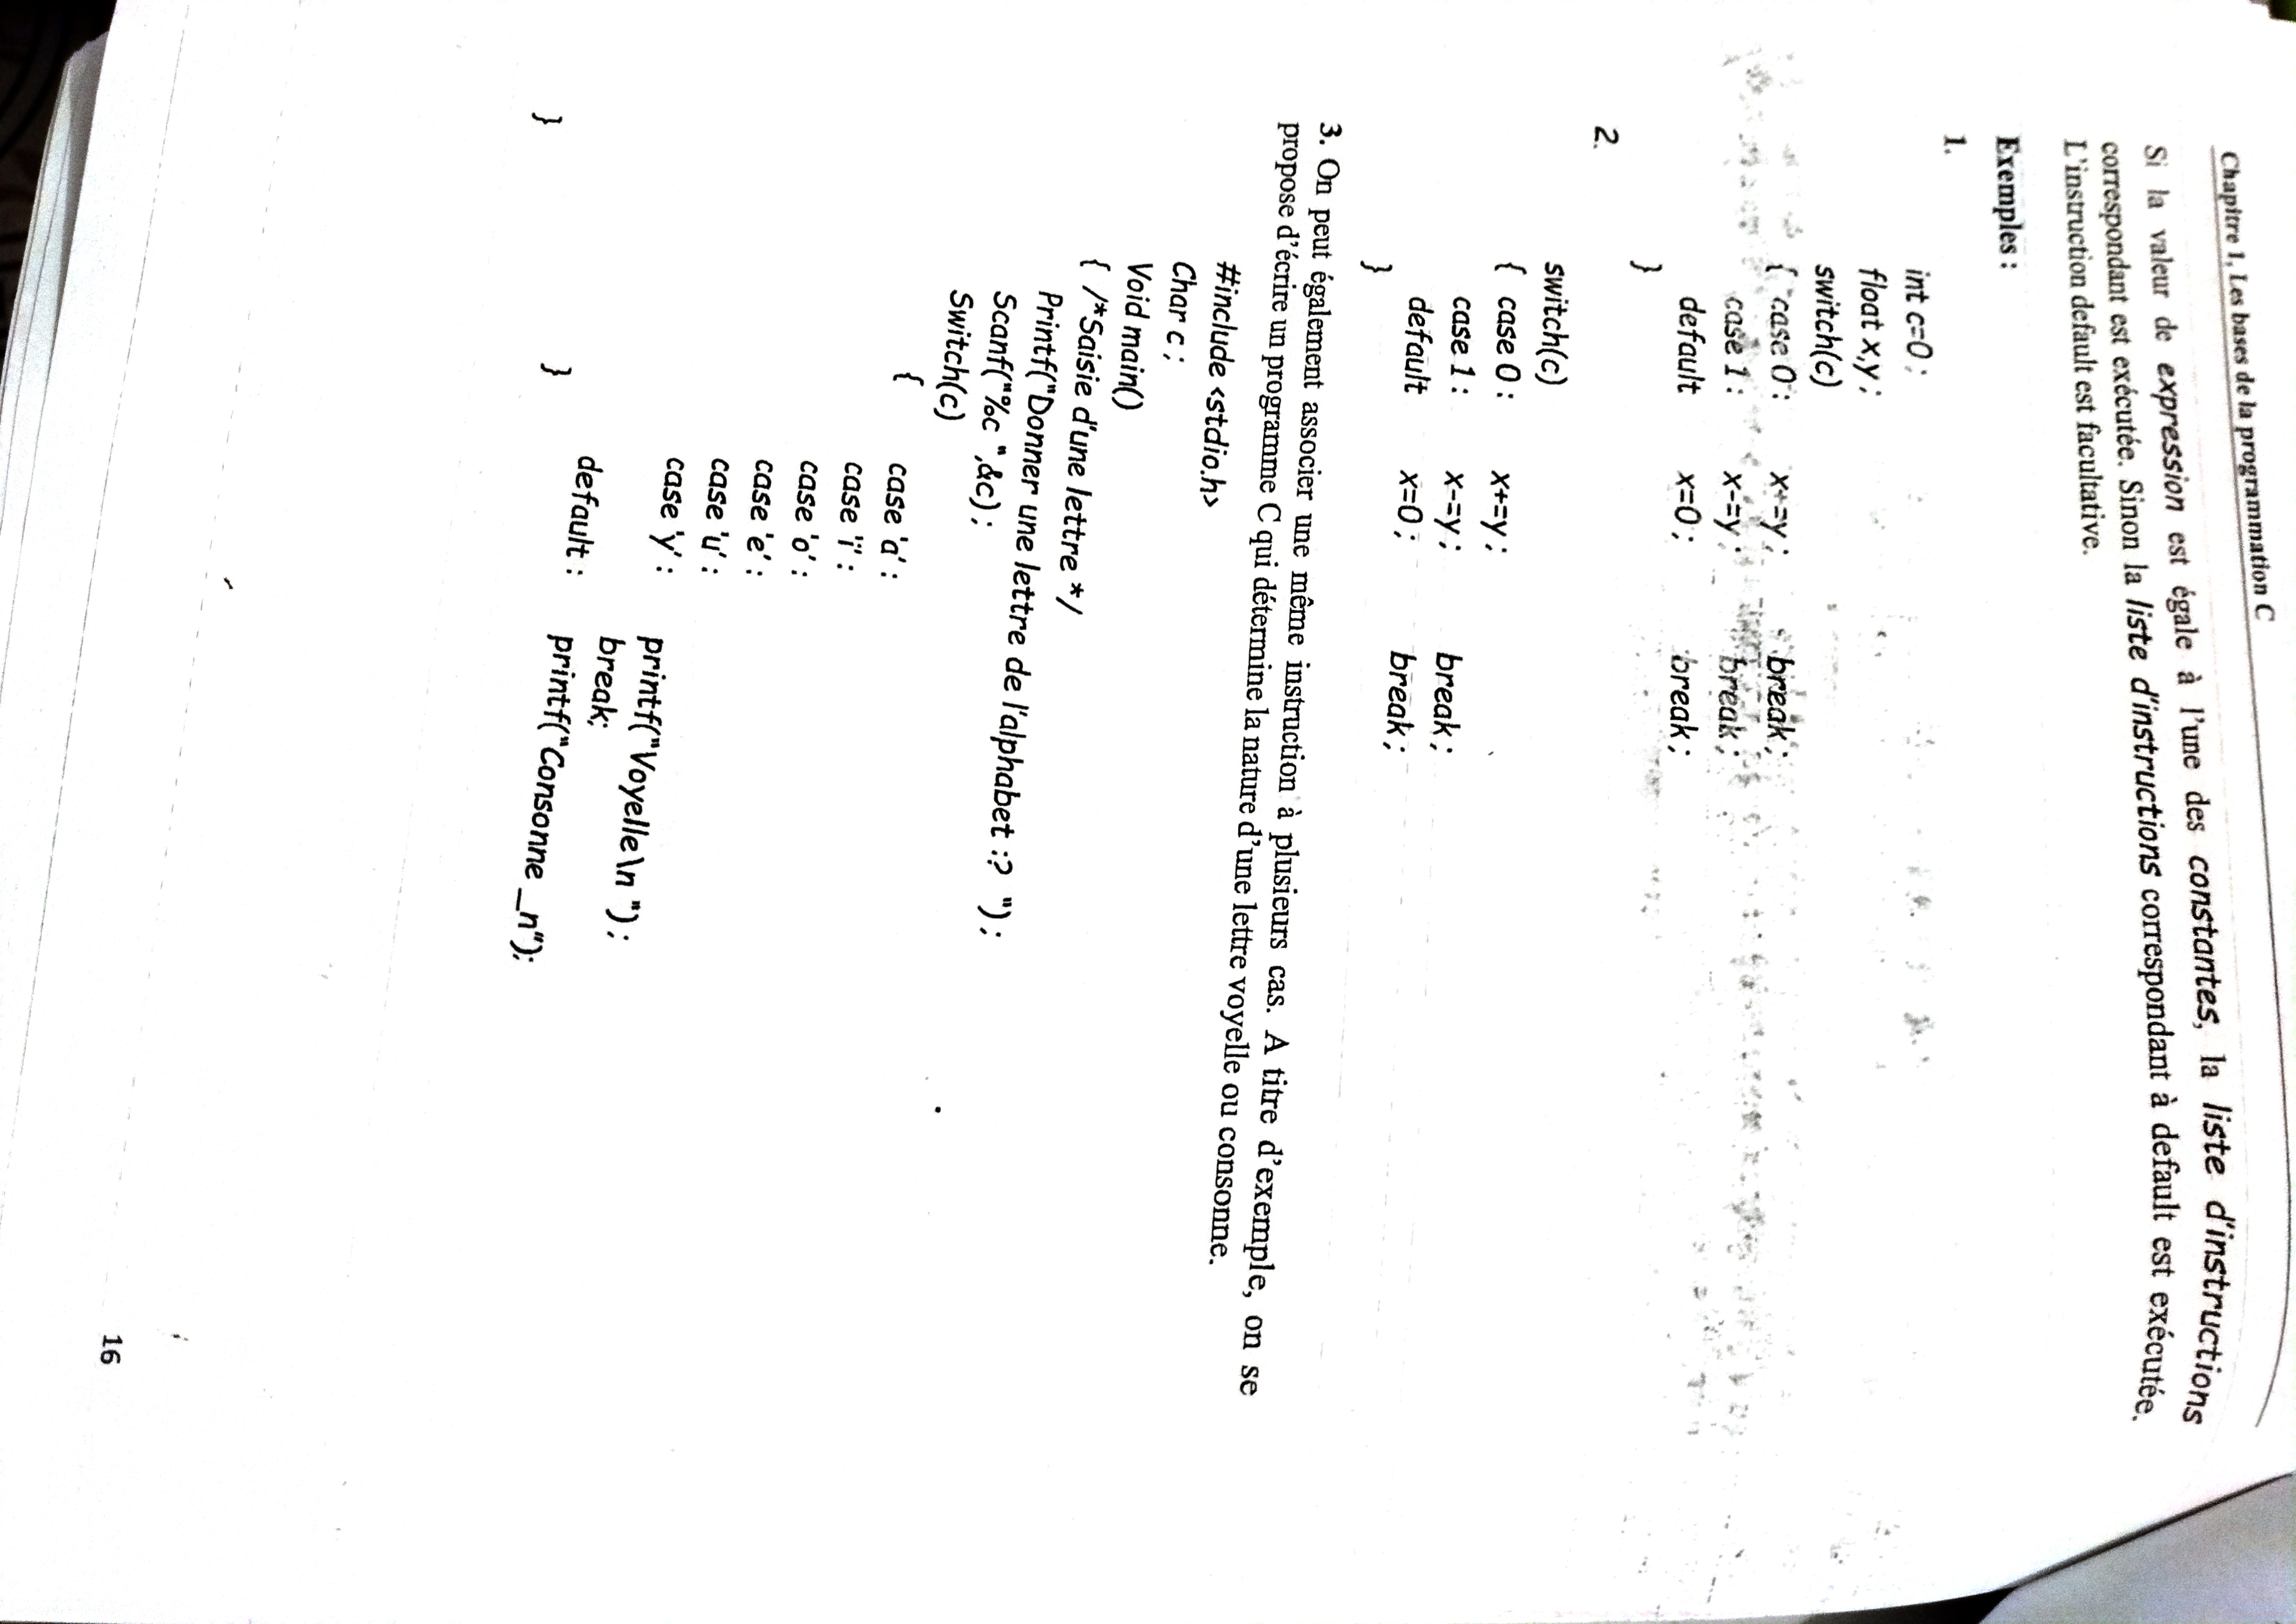 Chapitre 1. Les bases de la programmation C
Si la valeur de expression est égale à l'une des constantes, la liste d'instructions
correspondant est exécutée. Sinon la liste d'instructions correspondant à default est exécutée.
L'instruction default est facultative.
Exemples :
1.
int c=0 ;
float x,y ;
switch(c)
{ case 0 : x+=y ; break ;
case 1 : x-=y ; break ;
default x=0 ; break ;
}
2.
switch(c)
{ case 0 : x+=y ;
case 1 : x-=y ; break ;
default x=0 ; break ;
}
3. On peut également associer une même instruction à plusieurs cas. A titre d'exemple, on se
propose d'écrire un programme C qui détermine la nature d'une lettre voyelle ou consonne.
#include <stdio.h>
Char c ;
Void main()
{ /*Saisie d'une lettre */
Printf("Donner une lettre de l'alphabet :? ") ;
Scanf("%c ",&c) ;
Switch(c)
{
case 'a' :
case 'i' :
case 'o' :
case 'e' :
case 'u' :
case 'y' : printf("Voyelle\n ") ;
break;
default : printf("Consonne _n");
}
}
16